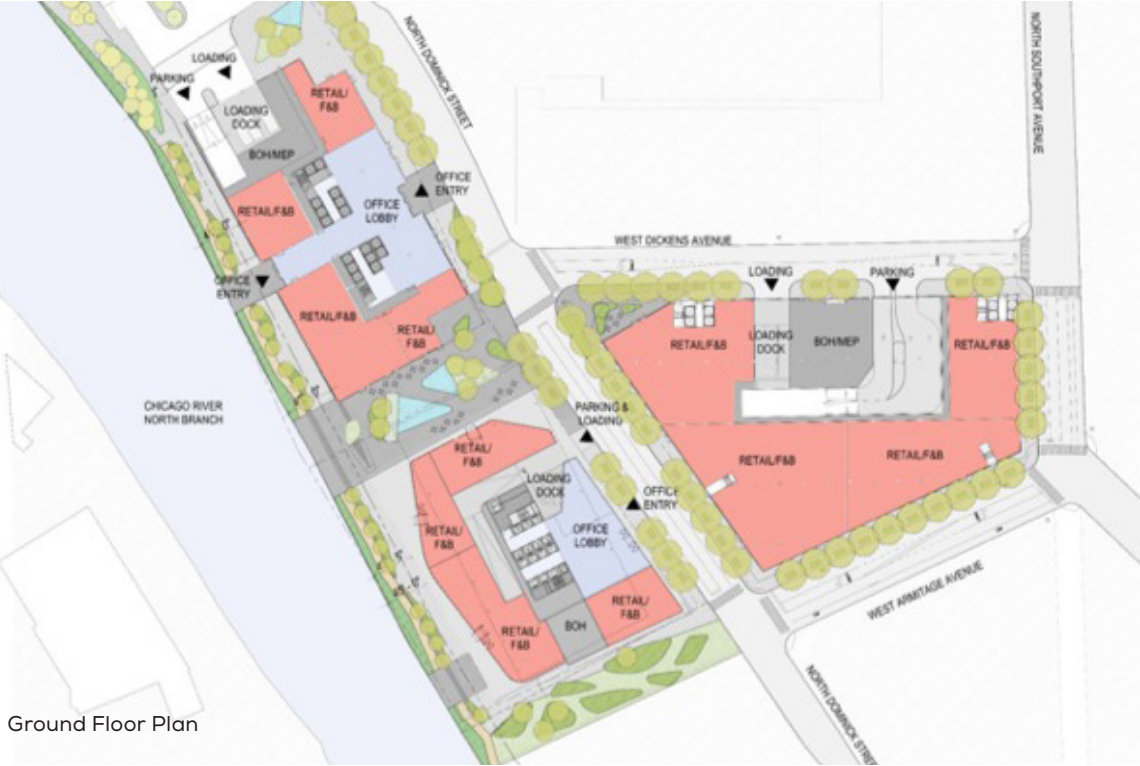 NORTH DOMINICK STREET
NORTH SOUTHPORT AVENUE
LOADING
PARKING
RETAIL/
F&B
LOADING
DOCK
BOH/MEP
OFFICE
ENTRY
RETAIL/F&B
OFFICE
LOBBY
WEST DICKENS AVENUE
LOADING
PARKING
OFFICE
ENTRY
RETAIL/F&B
RETAIL/
F&B
RETAIL/F&B
LOADING
DOCK
BOH/MEP
RETAIL/F&B
CHICAGO RIVER
NORTH BRANCH
PARKING &
LOADING
RETAIL/
F&B
RETAIL/F&B
RETAIL/F&B
LOADING
DOCK
OFFICE
ENTRY
RETAIL/
F&B
OFFICE
LOBBY
WEST ARMITAGE AVENUE
RETAIL/
F&B
RETAIL/
F&B
BOH
NORTH DOMINICK STREET
Ground Floor Plan